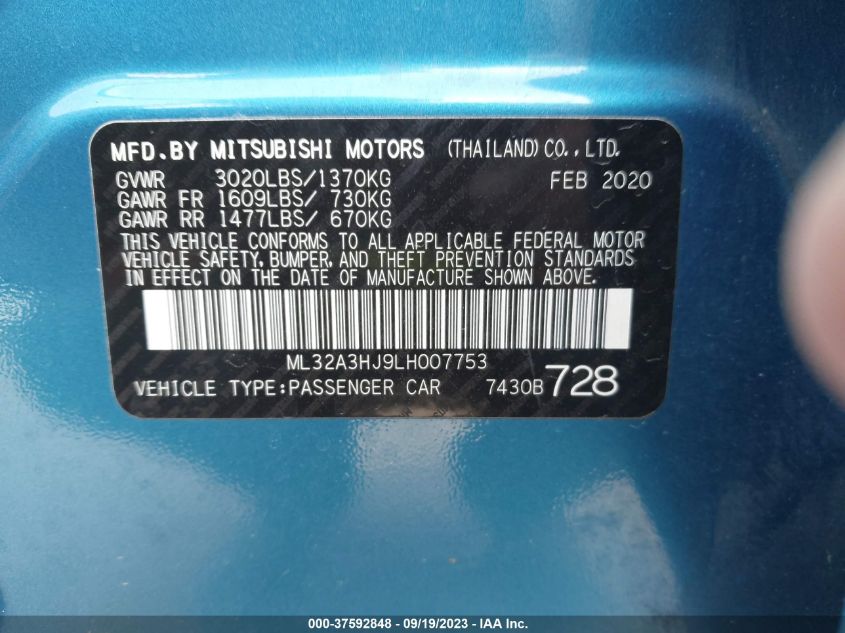 MFD.BY MITSUBISHI MOTORS (THAILAND) CO., LTD.
GVWR 3020LBS/1370KG FEB 2020
GAWR FR 1609LBS/ 730KG
GAWR RR 1477LBS/ 670KG
THIS VEHICLE CONFORMS TO ALL APPLICABLE FEDERAL MOTOR
VEHICLE SAFETY, BUMPER, AND THEFT PREVENTION STANDARDS
IN EFFECT ON THE DATE OF MANUFACTURE SHOWN ABOVE.
ML32A3HJ9LH007753
VEHICLE TYPE:PASSENGER CAR 7430B 728
000-37592848 - 09/19/2023 - IAA Inc.